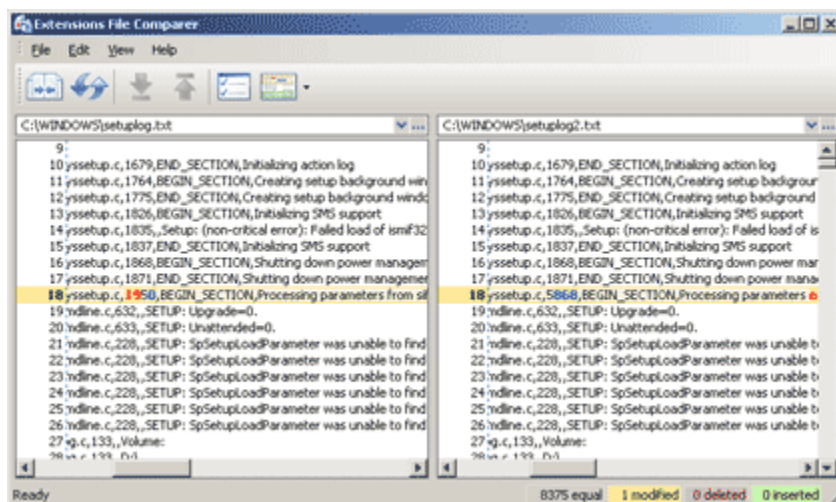 Extensions File Comparer
File Edit View Help
C:\WINDOWS\setuplog.txt
9
10 yssetup.c,1679,END_SECTION,Initializing action log
11 yssetup.c,1764,BEGIN_SECTION,Creating setup background win
12 yssetup.c,1775,END_SECTION,Creating setup background windo
13 yssetup.c,1826,BEGIN_SECTION,Initializing SMS support
14 yssetup.c,1835,,Setup: (non-critical error): Failed load of ismif32
15 yssetup.c,1837,END_SECTION,Initializing SMS support
16 yssetup.c,1868,BEGIN_SECTION,Shutting down power manager
17 yssetup.c,1871,END_SECTION,Shutting down power managemer
18 yssetup.c,1950,BEGIN_SECTION,Processing parameters from sif
19 ndline.c,632,,SETUP: Upgrade=0.
20 ndline.c,633,,SETUP: Unattended=0.
21 ndline.c,228,,SETUP: SpSetupLoadParameter was unable to find
22 ndline.c,228,,SETUP: SpSetupLoadParameter was unable to find
23 ndline.c,228,,SETUP: SpSetupLoadParameter was unable to find
24 ndline.c,228,,SETUP: SpSetupLoadParameter was unable to find
25 ndline.c,228,,SETUP: SpSetupLoadParameter was unable to find
26 ndline.c,228,,SETUP: SpSetupLoadParameter was unable to find
27 g.c,133,,Volume:
28 g.c,133,,D:\
C:\WINDOWS\setuplog2.txt
9
10 yssetup.c,1679,END_SECTION,Initializing action log
11 yssetup.c,1764,BEGIN_SECTION,Creating setup backgrour
12 yssetup.c,1775,END_SECTION,Creating setup background
13 yssetup.c,1826,BEGIN_SECTION,Initializing SMS support
14 yssetup.c,1835,,Setup: (non-critical error): Failed load of is
15 yssetup.c,1837,END_SECTION,Initializing SMS support
16 yssetup.c,1868,BEGIN_SECTION,Shutting down power mar
17 yssetup.c,1871,END_SECTION,Shutting down power mana
18 yssetup.c,5868,BEGIN_SECTION,Processing parameters
19 ndline.c,632,,SETUP: Upgrade=0.
20 ndline.c,633,,SETUP: Unattended=0.
21 ndline.c,228,,SETUP: SpSetupLoadParameter was unable t
22 ndline.c,228,,SETUP: SpSetupLoadParameter was unable t
23 ndline.c,228,,SETUP: SpSetupLoadParameter was unable t
24 ndline.c,228,,SETUP: SpSetupLoadParameter was unable t
25 ndline.c,228,,SETUP: SpSetupLoadParameter was unable t
26 ndline.c,228,,SETUP: SpSetupLoadParameter was unable t
27 g.c,133,,Volume:
28 g.c,133,,D:\
Ready 8375 equal 1 modified 0 deleted 0 inserted